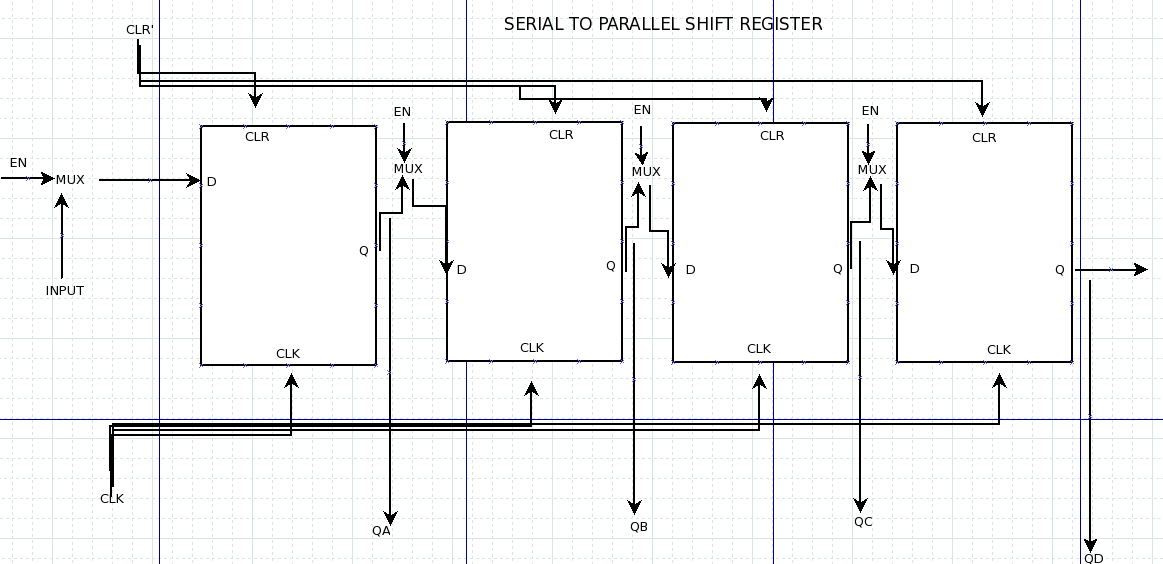 SERIAL TO PARALLEL SHIFT REGISTER
CLR'
EN
EN
EN
CLR
CLR
CLR
CLR
EN
MUX
MUX
MUX
MUX
D
Q
D
Q
D
Q
D
Q
INPUT
CLK
CLK
CLK
CLK
CLK
QA
QB
QC
QD